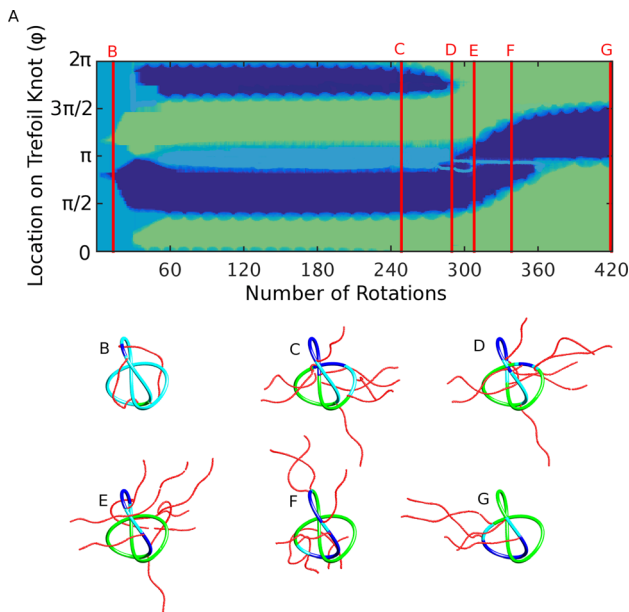 A
B
C
D
E
F
G
Location on Trefoil Knot (φ)
2π
3π/2
π
π/2
0
60 120 180 240 300 360 420
Number of Rotations
B
C
D
E
F
G